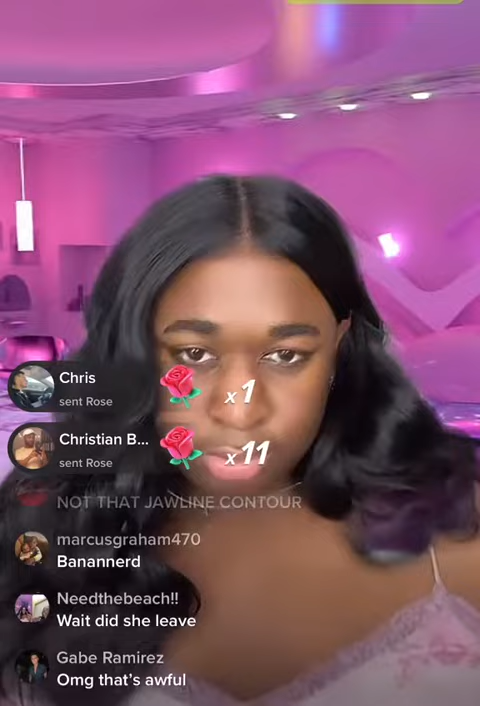 Chris
sent Rose
x1
Christian B...
sent Rose
x11
NOT THAT JAWLINE CONTOUR
marcusgraham470
Banannerd
Needthebeach!!
Wait did she leave
Gabe Ramirez
Omg that's awful